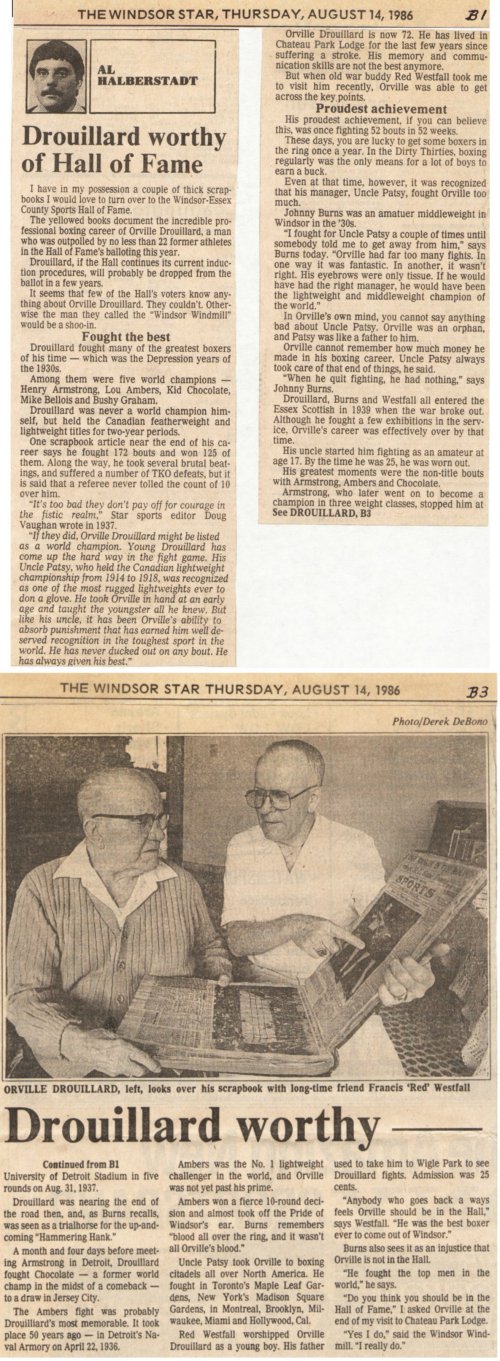 THE WINDSOR STAR, THURSDAY, AUGUST 14, 1986
B1
AL
HALBERSTADT
Drouillard worthy
of Hall of Fame
I have in my possession a couple of thick scrap-
books I would love to turn over to the Windsor-Essex
County Sports Hall of Fame.
The yellowed books document the incredible pro-
fessional boxing career of Orville Drouillard, a man
who was outpolled by no less than 22 former athletes
in the Hall of Fame's balloting this year.
Drouillard, if the Hall continues its current induc-
tion procedures, will probably be dropped from the
ballot in a few years.
It seems that few of the Hall's voters know any-
thing about Orville Drouillard. They couldn't. Other-
wise the man they called the "Windsor Windmill"
would be a shoo-in.
Fought the best
Drouillard fought many of the greatest boxers
of his time — which was the Depression years of
the 1930s.
Among them were five world champions —
Henry Armstrong, Lou Ambers, Kid Chocolate,
Mike Bellois and Bushy Graham.
Drouillard was never a world champion him-
self, but held the Canadian featherweight and
lightweight titles for two-year periods.
One scrapbook article near the end of his ca-
reer says he fought 172 bouts and won 125 of
them. Along the way, he took several brutal beat-
ings, and suffered a number of TKO defeats, but it
is said that a referee never tolled the count of 10
over him.
"It's too bad they don't pay off for courage in
the fistic realm," Star sports editor Doug
Vaughan wrote in 1937.
"If they did, Orville Drouillard might be listed
as a world champion. Young Drouillard has
come up the hard way in the fight game. His
Uncle Patsy, who held the Canadian lightweight
championship from 1914 to 1918, was recognized
as one of the most rugged lightweights ever to
don a glove. He took Orville in hand at an early
age and taught the youngster all he knew. But
like his uncle, it has been Orville's ability to
absorb punishment that has earned him well de-
served recognition in the toughest sport in the
world. He has never ducked out on any bout. He
has always given his best."
Orville Drouillard is now 72. He has lived in
Chateau Park Lodge for the last few years since
suffering a stroke. His memory and commu-
nication skills are not the best anymore.
But when old war buddy Red Westfall took me
to visit him recently, Orville was able to get
across the key points.
Proudest achievement
His proudest achievement, if you can believe
this, was once fighting 52 bouts in 52 weeks.
These days, you are lucky to get some boxers in
the ring once a year. In the Dirty Thirties, boxing
regularly was the only means for a lot of boys to
earn a buck.
Even at that time, however, it was recognized
that his manager, Uncle Patsy, fought Orville too
much.
Johnny Burns was an amatuer middleweight in
Windsor in the '30s.
"I fought for Uncle Patsy a couple of times until
somebody told me to get away from him," says
Burns today. "Orville had far too many fights. In
one way it was fantastic. In another, it wasn't
right. His eyebrows were only tissue. If he would
have had the right manager, he would have been
the lightweight and middleweight champion of
the world."
In Orville's own mind, you cannot say anything
bad about Uncle Patsy. Orville was an orphan,
and Patsy was like a father to him.
Orville cannot remember how much money he
made in his boxing career. Uncle Patsy always
took care of that end of things, he said.
"When he quit fighting, he had nothing," says
Johnny Burns.
Drouillard, Burns and Westfall all entered the
Essex Scottish in 1939 when the war broke out.
Although he fought a few exhibitions in the serv-
ice, Orville's career was effectively over by that
time.
His uncle started him fighting as an amateur at
age 17. By the time he was 25, he was worn out.
His greatest moments were the non-title bouts
with Armstrong, Ambers and Chocolate.
Armstrong, who later went on to become a
champion in three weight classes, stopped him at
See DROUILLARD, B3
THE WINDSOR STAR THURSDAY, AUGUST 14, 1986
B3
Photo/Derek DeBono
SPORTS
ORVILLE DROUILLARD, left, looks over his scrapbook with long-time friend Francis 'Red' Westfall
Drouillard worthy
Continued from B1
University of Detroit Stadium in five
rounds on Aug. 31, 1937.
Drouillard was nearing the end of
the road then, and, as Burns recalls,
was seen as a trialhorse for the up-and-
coming "Hammering Hank."
A month and four days before meet-
ing Armstrong in Detroit, Drouillard
fought Chocolate — a former world
champ in the midst of a comeback —
to a draw in Jersey City.
The Ambers fight was probably
Drouilliard's most memorable. It took
place 50 years ago — in Detroit's Na-
val Armory on April 22, 1936.
Ambers was the No. 1 lightweight
challenger in the world, and Orville
was not yet past his prime.
Ambers won a fierce 10-round deci-
sion and almost took off the Pride of
Windsor's ear. Burns remembers
"blood all over the ring, and it wasn't
all Orville's blood."
Uncle Patsy took Orville to boxing
citadels all over North America. He
fought in Toronto's Maple Leaf Gar-
dens, New York's Madison Square
Gardens, in Montreal, Brooklyn, Mil-
waukee, Miami and Hollywood, Cal.
Red Westfall worshipped Orville
Drouillard as a young boy. His father
used to take him to Wigle Park to see
Drouillard fights. Admission was 25
cents.
"Anybody who goes back a ways
feels Orville should be in the Hall,"
says Westfall. "He was the best boxer
ever to come out of Windsor."
Burns also sees it as an injustice that
Orville is not in the Hall.
"He fought the top men in the
world," he says.
"Do you think you should be in the
Hall of Fame," I asked Orville at the
end of my visit to Chateau Park Lodge.
"Yes I do," said the Windsor Wind-
mill. "I really do."